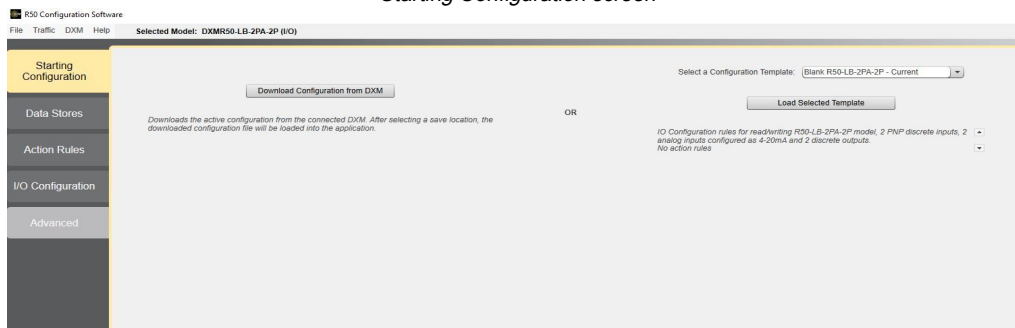 Starting Configuration screen
R50 Configuration Software
File Traffic DXM Help
Selected Model: DXMR50-LB-2PA-2P (I/O)
Starting
Configuration
Data Stores
Action Rules
I/O Configuration
Advanced
Download Configuration from DXM
Downloads the active configuration from the connected DXM. After selecting a save location, the
downloaded configuration file will be loaded into the application.
OR
Select a Configuration Template: Blank R50-LB-2PA-2P - Current
Load Selected Template
IO Configuration rules for read/writing R50-LB-2PA-2P model, 2 PNP discrete inputs, 2
analog inputs configured as 4-20mA and 2 discrete outputs.
No action rules